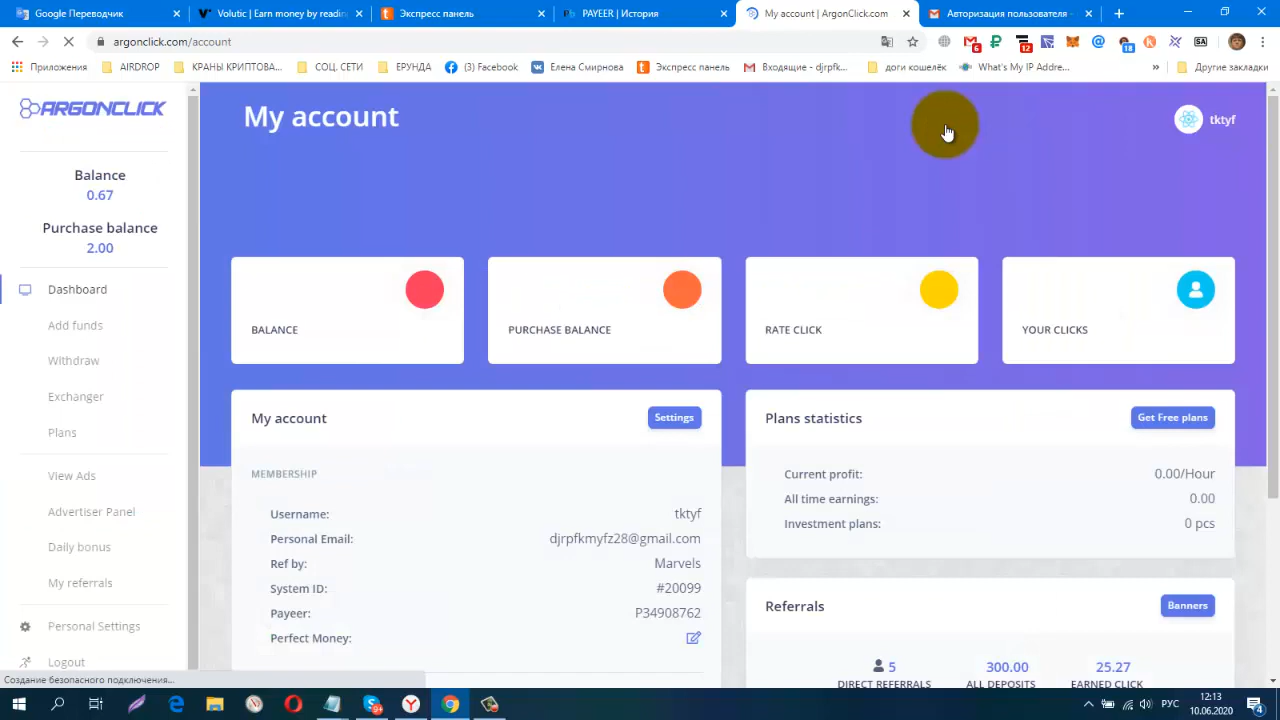 Google Переводчик
Volutic | Earn money by readin
Экспресс панель
PAYEER | История
My account | ArgonClick.com
Авторизация пользователя -
argonclick.com/account
6
12
18
SA
Приложения
AIRDROP
КРАНЫ КРИПТОВА...
СОЦ. СЕТИ
ЕРУНДА
(3) Facebook
Елена Смирнова
Экспресс панель
Входящие - djrpfk...
доги кошелёк
What's My IP Addre...
»
Другие закладки
ARGONCLICK
My account
tktyf
Balance
0.67
Purchase balance
2.00
Dashboard
Add funds
Withdraw
Exchanger
Plans
View Ads
Advertiser Panel
Daily bonus
My referrals
Personal Settings
Logout
BALANCE
PURCHASE BALANCE
RATE CLICK
YOUR CLICKS
My account
Settings
MEMBERSHIP
Username: tktyf
Personal Email: djrpfkmyfz28@gmail.com
Ref by: Marvels
System ID: #20099
Payeer: P34908762
Perfect Money:
Plans statistics
Get Free plans
Current profit: 0.00/Hour
All time earnings: 0.00
Investment plans: 0 pcs
Referrals
Banners
5 300.00 25.27
DIRECT REFERRALS ALL DEPOSITS EARNED CLICK
Создание безопасного подключения...
РУС
12:13
10.06.2020
4